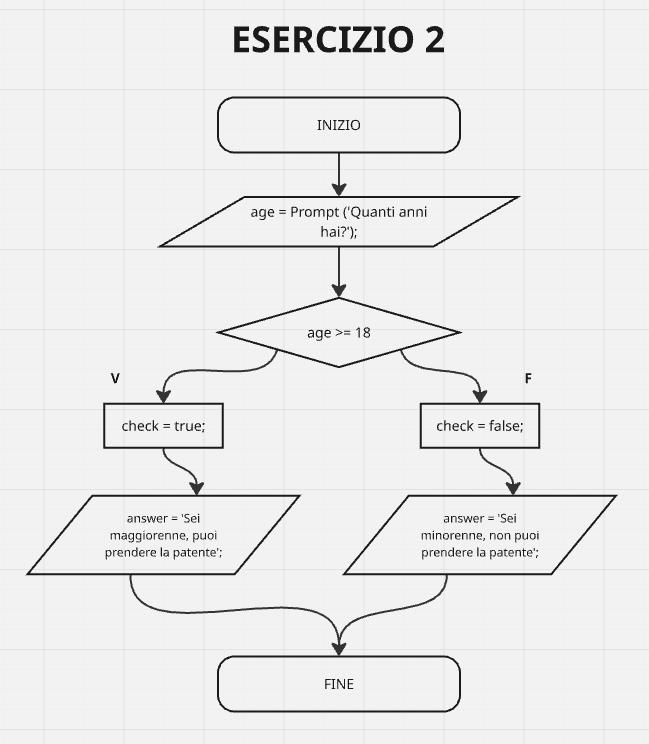 ESERCIZIO 2
INIZIO
age = Prompt ('Quanti anni
hai?');
age >= 18
V
F
check = true;
check = false;
answer = 'Sei
maggiorenne, puoi
prendere la patente';
answer = 'Sei
minorenne, non puoi
prendere la patente';
FINE